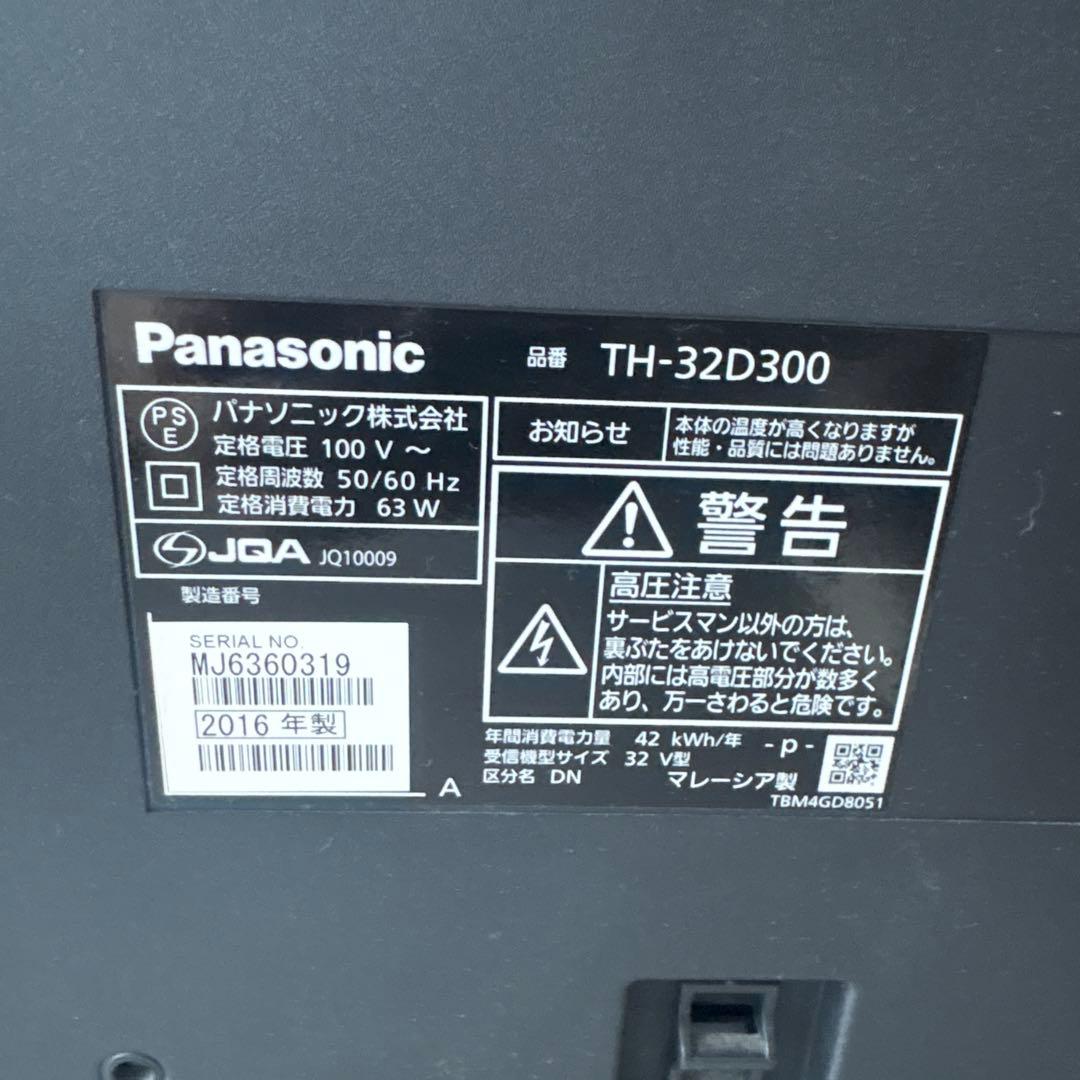 Panasonic
品番 TH-32D300
PS
E
パナソニック株式会社
定格電圧 100 V ～
定格周波数 50/60 Hz
定格消費電力 63 W
JQA JQ10009
お知らせ
本体の温度が高くなりますが
性能・品質には問題ありません。
警告
高圧注意
サービスマン以外の方は、
裏ぶたをあけないでください。
内部には高電圧部分が数多く
あり、万一さわると危険です。
製造番号
SERIAL NO.
MJ6360319
2016 年製
A
年間消費電力量 42 kWh/年
受信機型サイズ 32 V型
区分名 DN
-p-
マレーシア製
TBM4GD8051